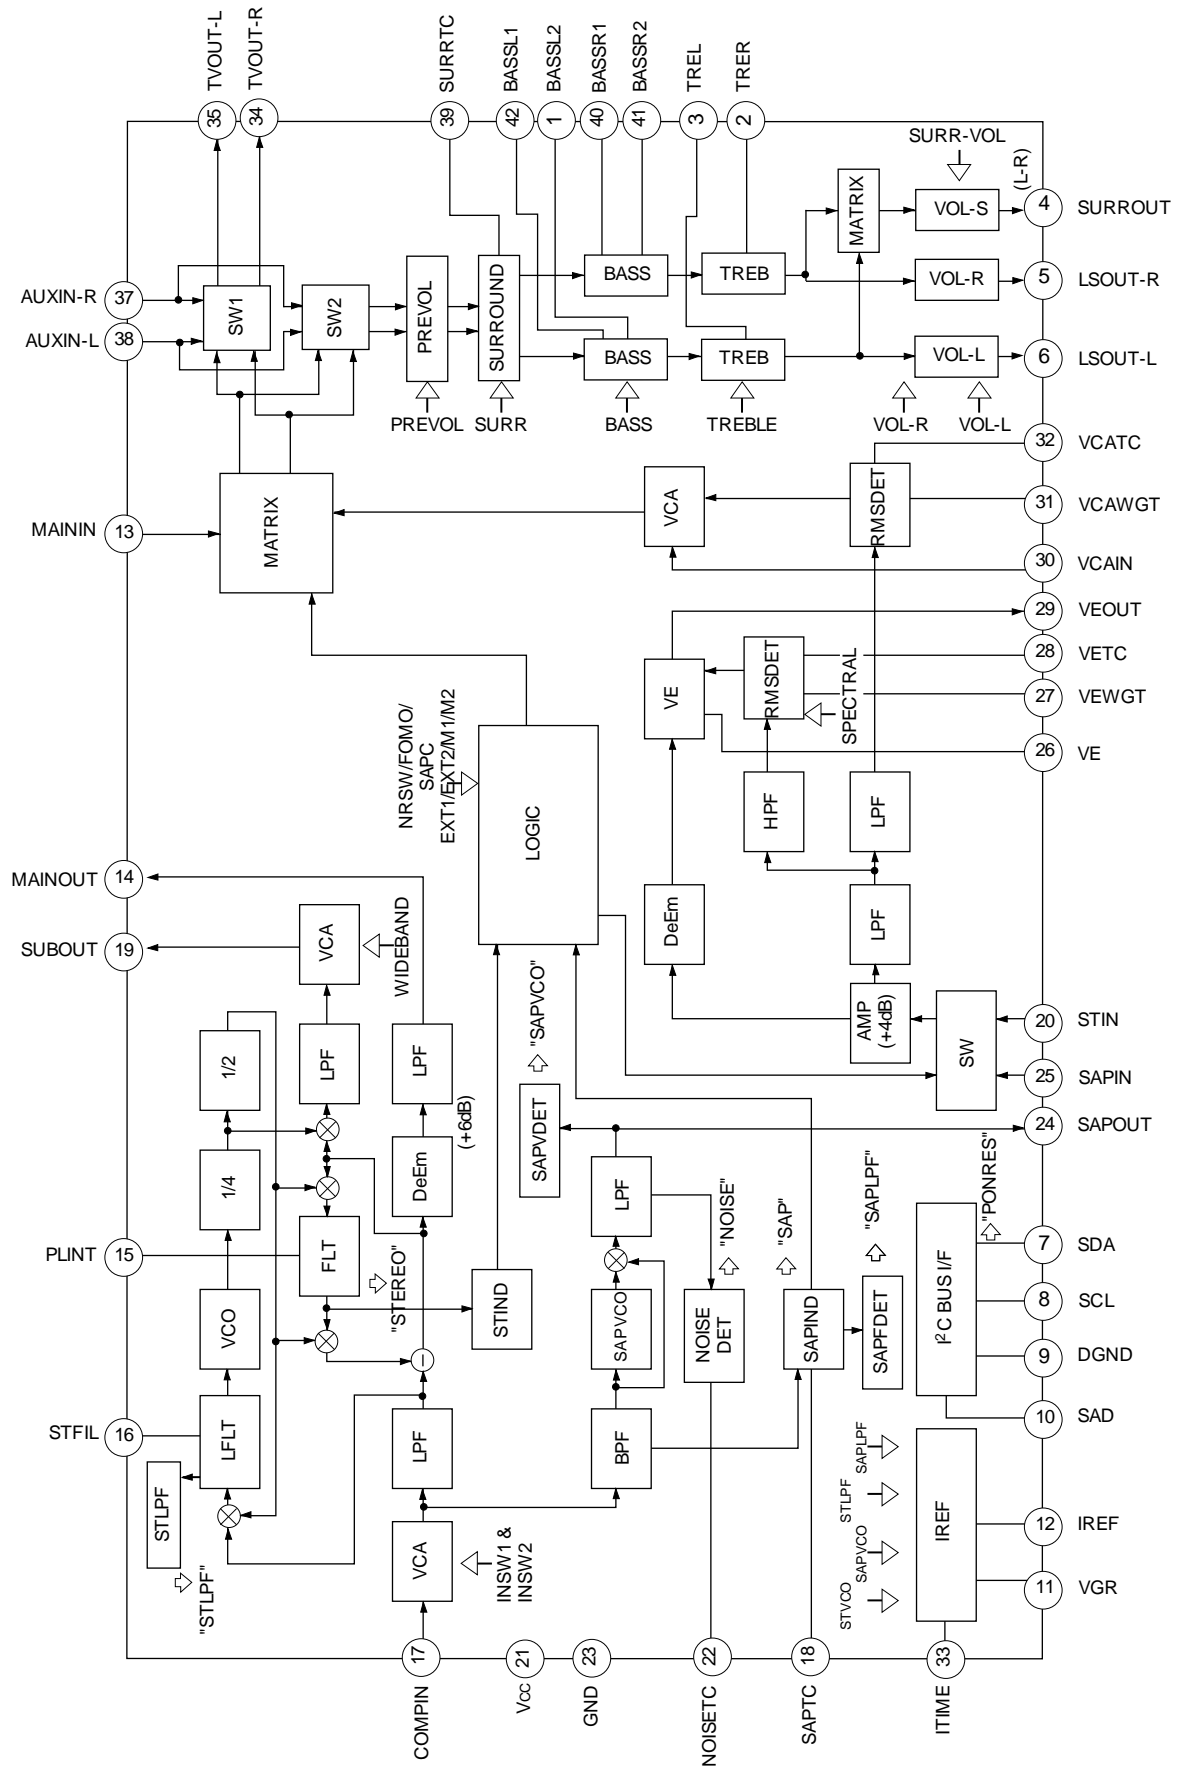 TVOUT-L
TVOUT-R
SURRTC
BASSL1
BASSL2
BASSR1
BASSR2
TREL
TRER
35
34
39
42
1
40
41
3
2
SURR-VOL
(L-R)
AUXIN-R
37
AUXIN-L
38
SW1
SW2
PREVOL
SURROUND
BASS
TREB
MATRIX
VOL-S
4
SURROUT
VOL-R
5
LSOUT-R
BASS
TREB
VOL-L
6
LSOUT-L
PREVOL
SURR
BASS
TREBLE
VOL-R
VOL-L
MAININ
13
MATRIX
VCA
RMSDET
32
VCATC
31
VCAWGT
30
VCAIN
29
VEOUT
VE
RMSDET
SPECTRAL
28
VETC
27
VEWGT
26
VE
NRSW/FOMO/
SAPC
EXT1/EXT2/M1/M2
LOGIC
HPF
LPF
MAINOUT
14
SUBOUT
19
VCA
WIDEBAND
DeEm
LPF
"SAPVCO"
AMP
(+4dB)
SW
20
STIN
25
SAPIN
24
SAPOUT
1/2
LPF
LPF
(+6dB)
SAPVDET
1/4
DeEm
LPF
"NOISE"
"SAP"
"SAPLPF"
"PONRES"
PLINT
15
FLT
"STEREO"
STIND
VCO
SAPVCO
NOISE
DET
SAPIND
SAPFDET
I²C BUS I/F
7
SDA
8
SCL
9
DGND
10
SAD
STFIL
16
LFLT
LPF
BPF
STLPF
"STLPF"
VCA
INSW1 &
INSW2
SAPLPF
STLPF
SAPVCO
STVCO
IREF
12
IREF
11
VGR
17
21
23
22
18
33
COMPIN
Vcc
GND
NOISETC
SAPTC
ITIME